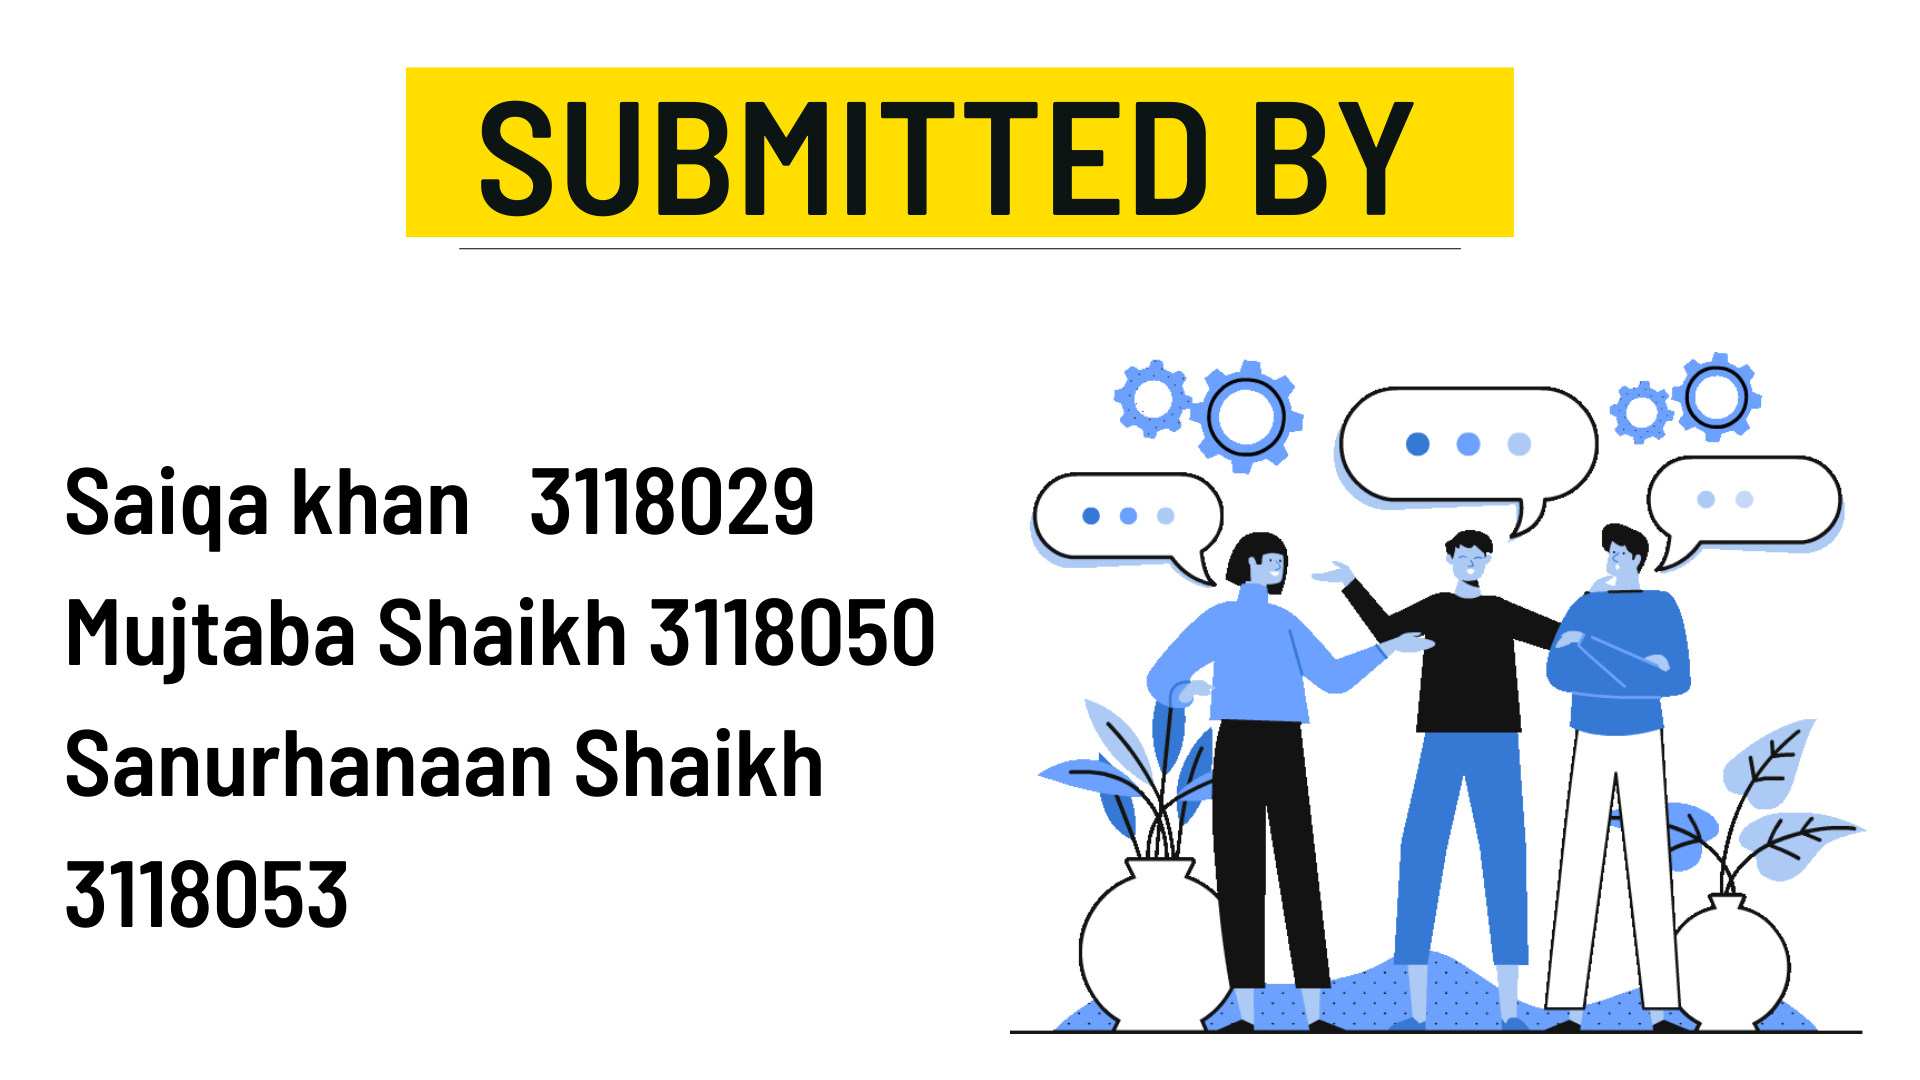 SUBMITTED BY
Saiqa khan 3118029
Mujtaba Shaikh 3118050
Sanurhanaan Shaikh
3118053